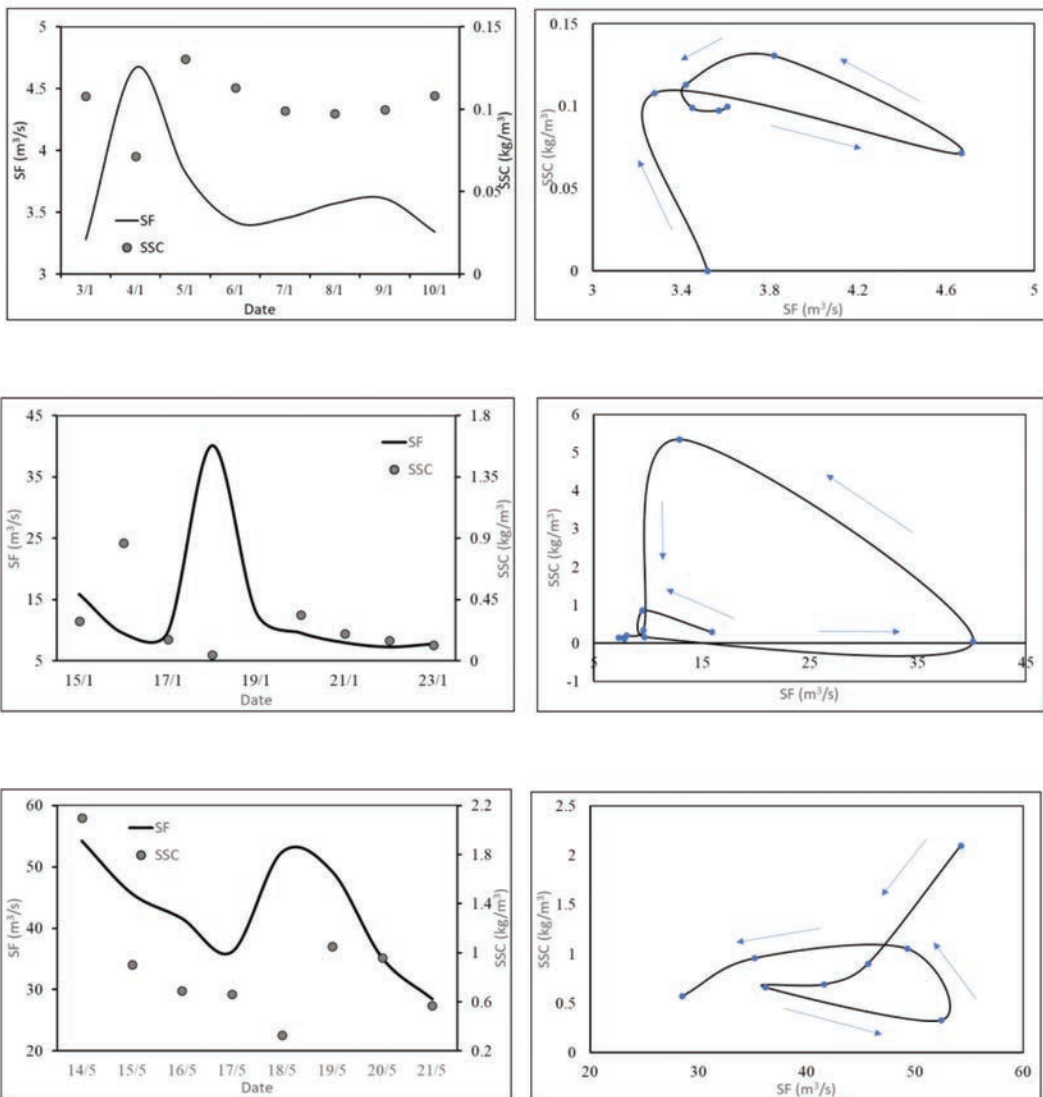 5
4.5
4
3.5
3
SF (m³/s)
0.15
0.1
0.05
0
SSC (kg/m³)
SF
SSC
3/1 4/1 5/1 6/1 7/1 8/1 9/1 10/1
Date
0.15
0.1
0.05
0
SSC (kg/m³)
3 3.4 3.8 4.2 4.6 5
SF (m³/s)
45
35
25
15
5
SF (m³/s)
1.8
1.35
0.9
0.45
0
SSC (kg/m³)
SF
SSC
15/1 17/1 19/1 21/1 23/1
Date
6
5
4
3
2
1
0
-1
SSC (kg/m³)
5 15 25 35 45
SF (m³/s)
60
50
40
30
20
SF (m³/s)
2.2
1.8
1.4
1
0.6
0.2
SSC (kg/m³)
SF
SSC
14/5 15/5 16/5 17/5 18/5 19/5 20/5 21/5
Date
2.5
2
1.5
1
0.5
0
SSC (kg/m³)
20 30 40 50 60
SF (m³/s)